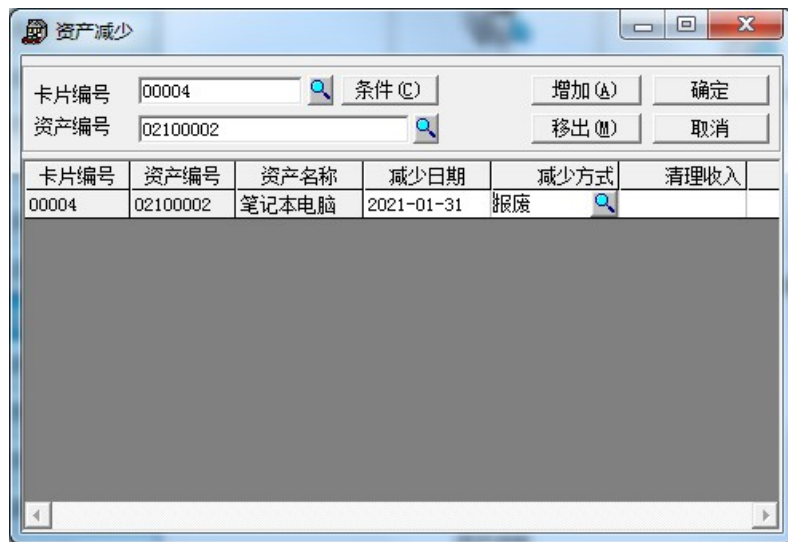 资产减少
卡片编号 00004 条件(C) 增加(A) 确定
资产编号 02100002 移出(M) 取消
卡片编号 资产编号 资产名称 减少日期 减少方式 清理收入
00004 02100002 笔记本电脑 2021-01-31 报废